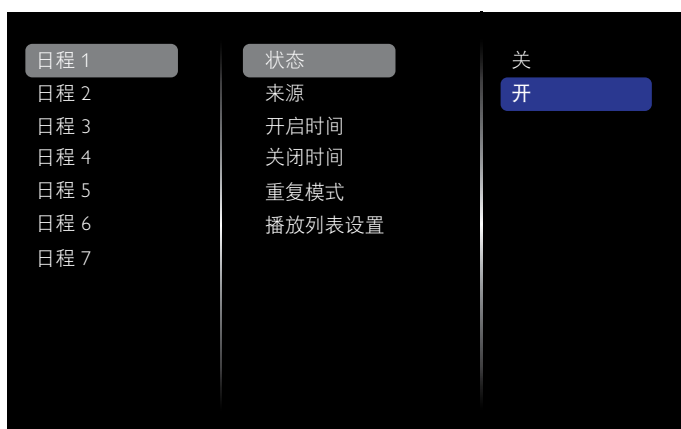 日程 1
日程 2
日程 3
日程 4
日程 5
日程 6
日程 7
状态
来源
开启时间
关闭时间
重复模式
播放列表设置
关
开